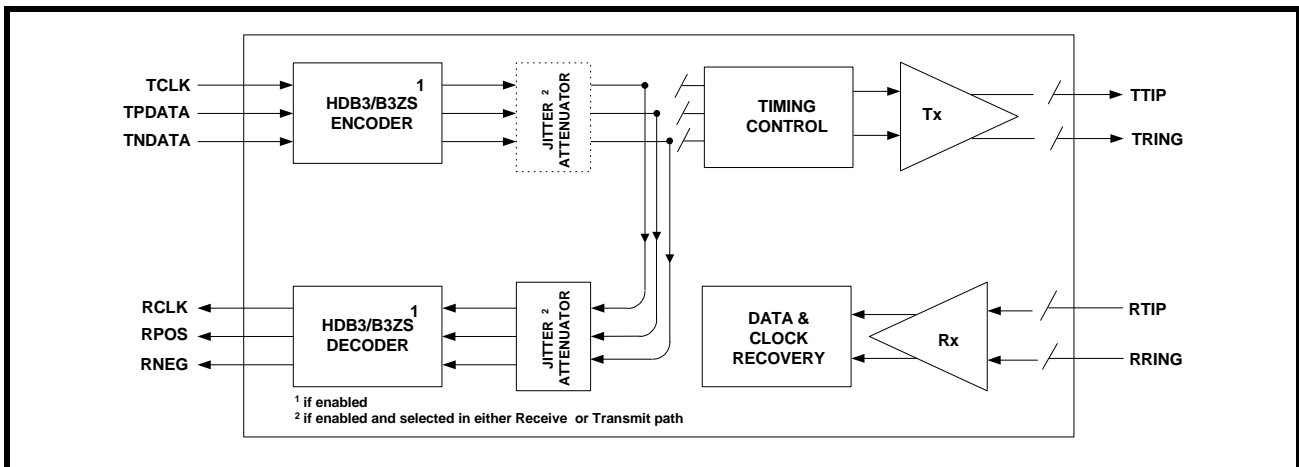 TCLK
TPDATA
TNDATA
HDB3/B3ZS 1
ENCODER
JITTER 2
ATTENUATOR
TIMING
CONTROL
Tx
TTIP
TRING
RCLK
RPOS
RNEG
HDB3/B3ZS 1
DECODER
JITTER 2
ATTENUATOR
DATA &
CLOCK
RECOVERY
Rx
RTIP
RRING
1 if enabled
2 if enabled and selected in either Receive or Transmit path